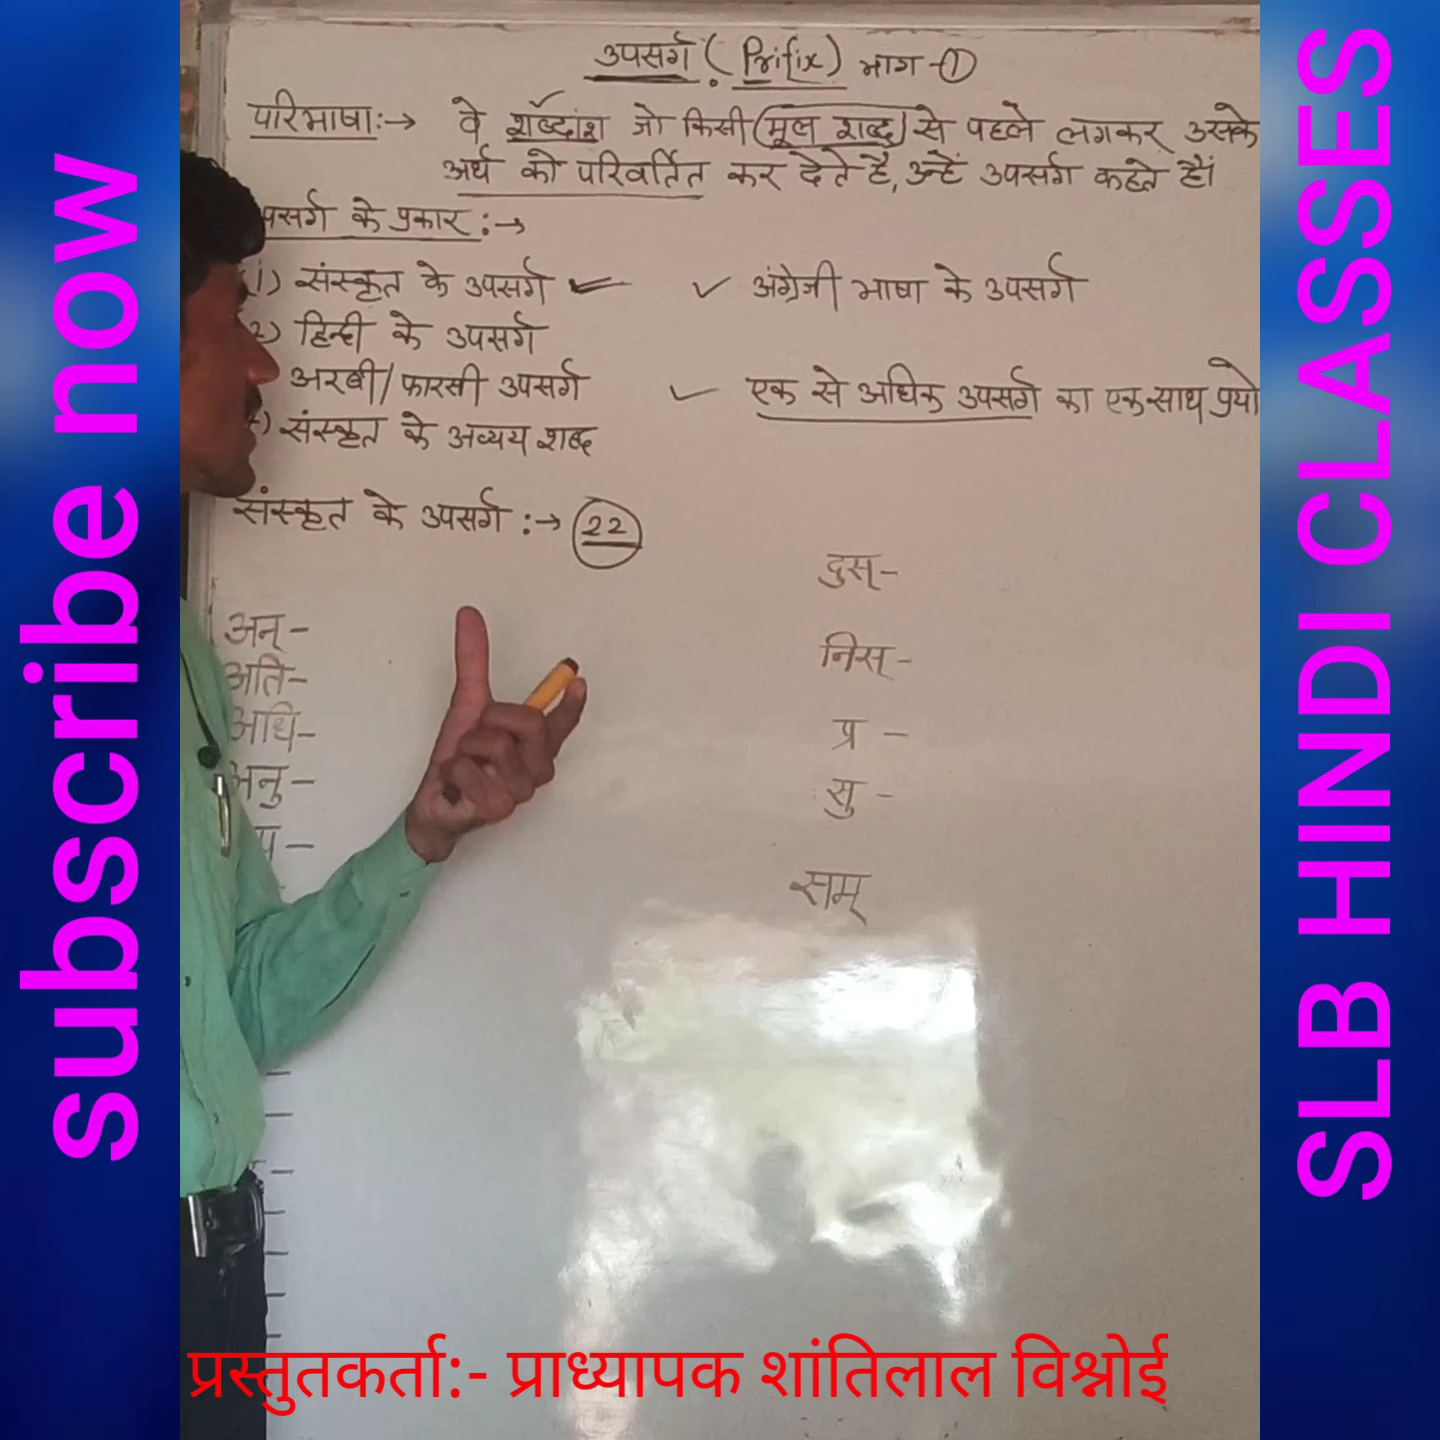 subscribe now
उपसर्ग (Prifix) भाग-①
परिभाषा:→ वे शब्दांश जो किसी (मूल शब्द) से पहले लगकर उसके
अर्थ को परिवर्तित कर देते है, उन्हें उपसर्ग कहते हैं।
पसर्ग के प्रकार:→
1) संस्कृत के उपसर्ग ✓
2) हिन्दी के उपसर्ग
अरबी/फारसी उपसर्ग
) संस्कृत के अव्यय शब्द
✓ अंग्रेजी भाषा के उपसर्ग
✓ एक से अधिक उपसर्ग का एक साथ प्रयो
संस्कृत के उपसर्ग:→ 22
अन्-
अति-
अधि-
अनु-
दुस्-
निस्-
प्र-
सु-
सम्
SLB HINDI CLASSES
प्रस्तुतकर्ता:- प्राध्यापक शांतिलाल विश्नोई